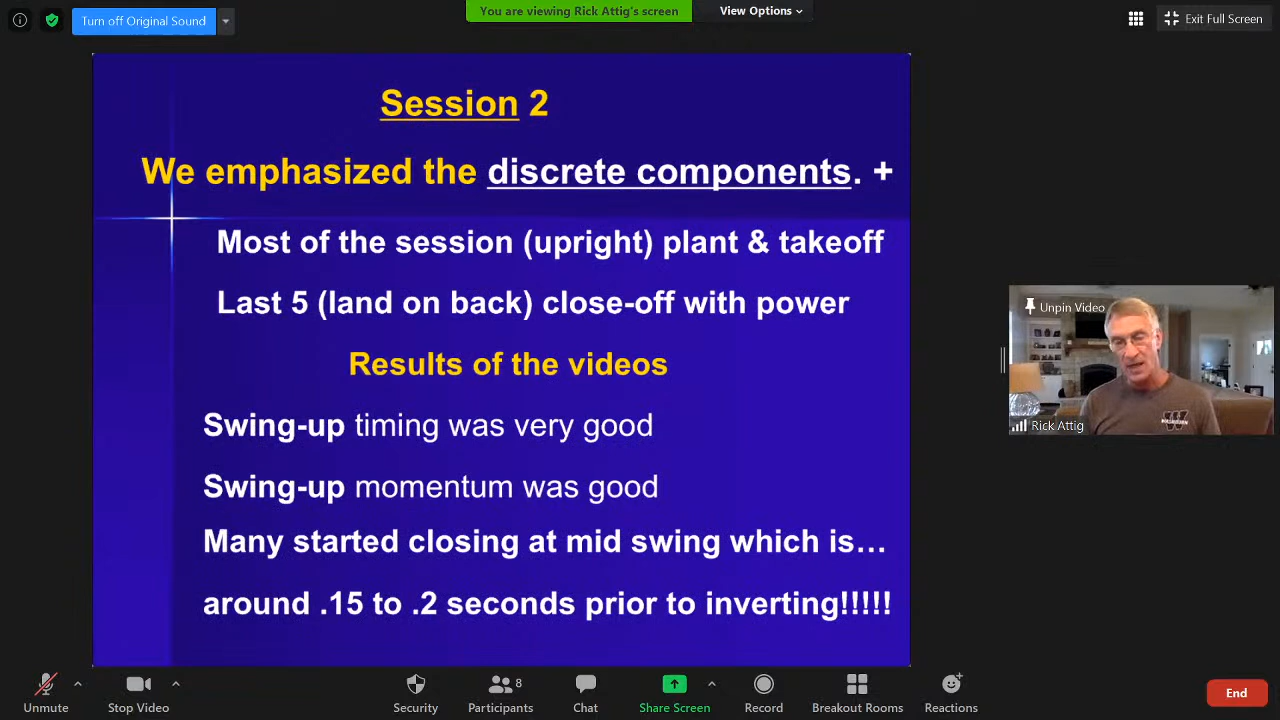 Turn off Original Sound
You are viewing Rick Attig's screen
View Options
Exit Full Screen
Session 2
We emphasized the discrete components. +
Most of the session (upright) plant & takeoff
Last 5 (land on back) close-off with power
Results of the videos
Swing-up timing was very good
Swing-up momentum was good
Many started closing at mid swing which is…
around .15 to .2 seconds prior to inverting!!!!!
Unpin Video
Rick Attig
Unmute
Stop Video
Security
Participants
8
Chat
Share Screen
Record
Breakout Rooms
Reactions
End